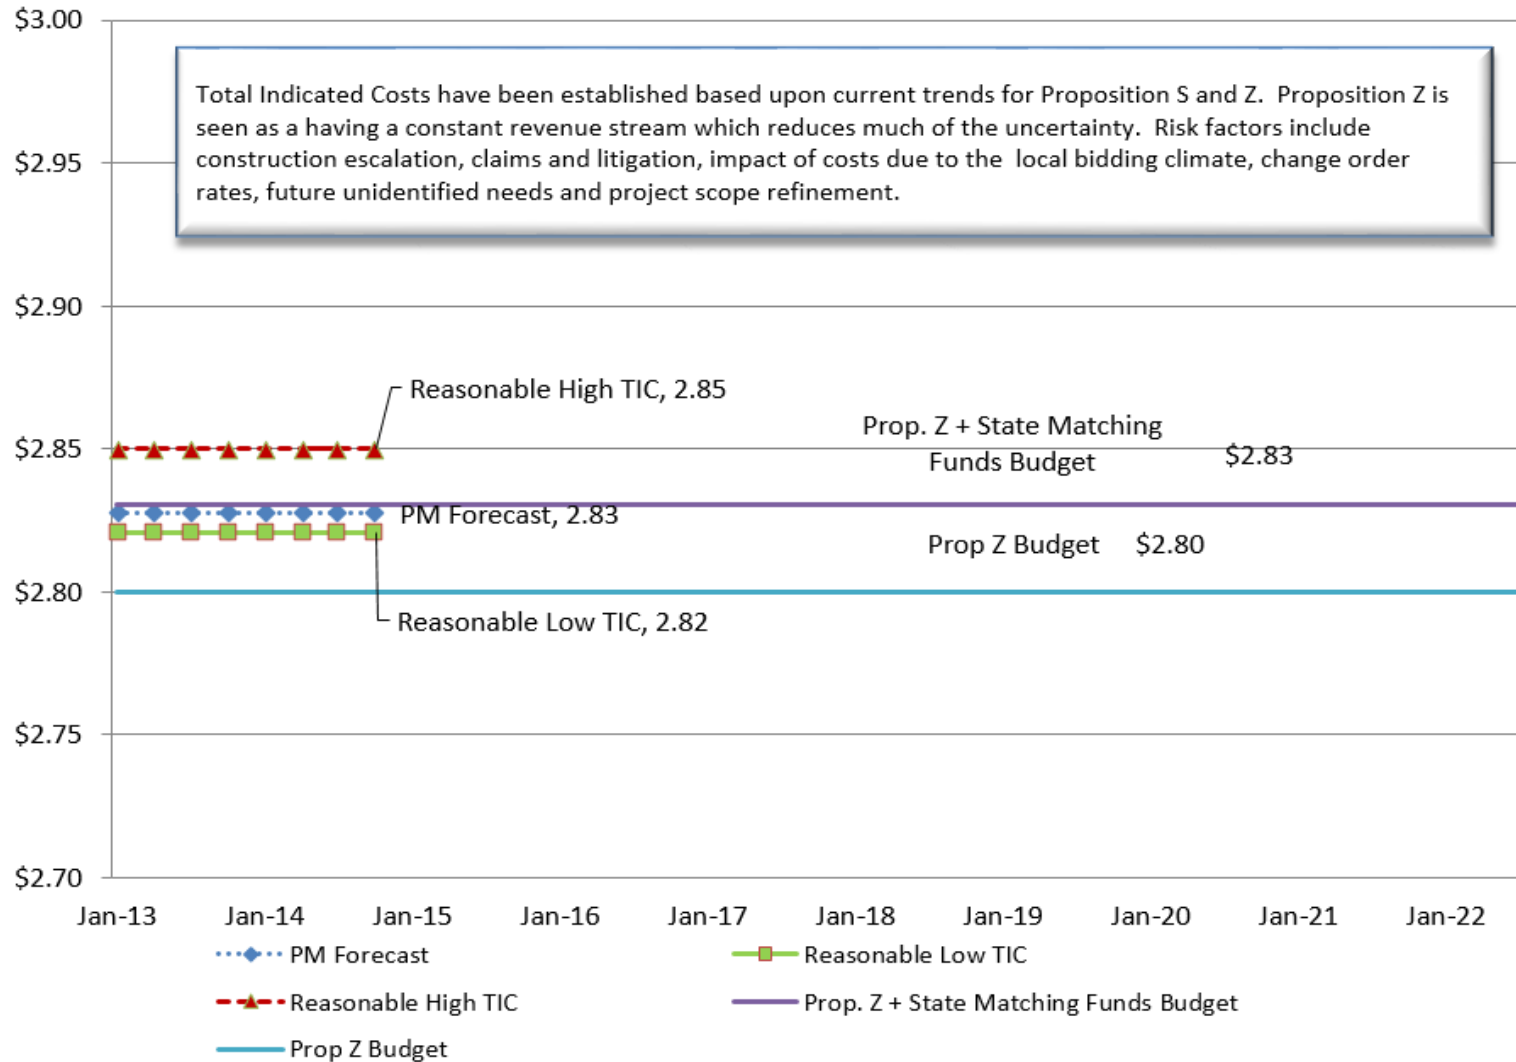 $3.00
Total Indicated Costs have been established based upon current trends for Proposition S and Z.  Proposition Z is
seen as a having a constant revenue stream which reduces much of the uncertainty.  Risk factors include
construction escalation, claims and litigation, impact of costs due to the  local bidding climate, change order
rates, future unidentified needs and project scope refinement.
$2.95
$2.90
Reasonable High TIC, 2.85
Prop. Z + State Matching
Funds Budget
$2.83
$2.85
PM Forecast, 2.83
Prop Z Budget
$2.80
$2.80
Reasonable Low TIC, 2.82
$2.75
$2.70
Jan-13 Jan-14 Jan-15 Jan-16 Jan-17 Jan-18 Jan-19 Jan-20 Jan-21 Jan-22
PM Forecast
Reasonable Low TIC
Reasonable High TIC
Prop. Z + State Matching Funds Budget
Prop Z Budget